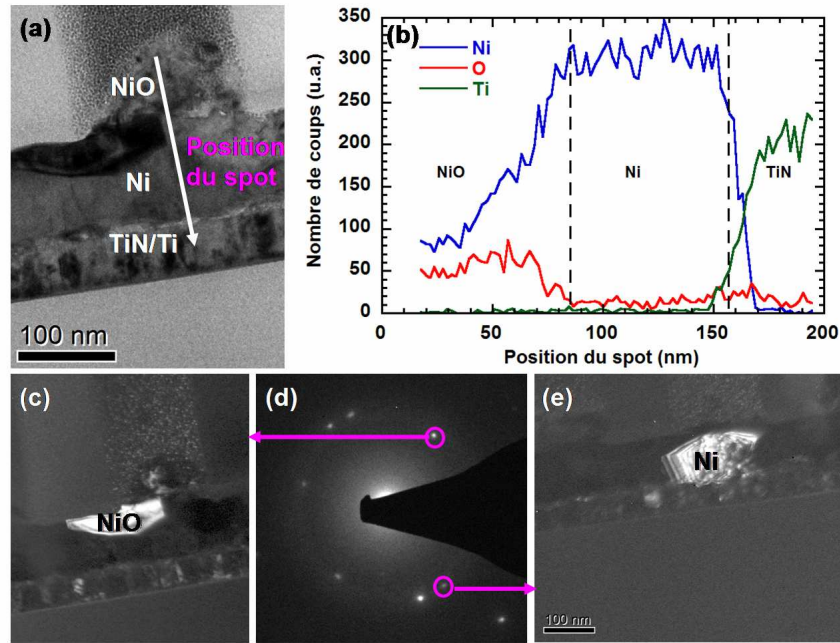 (a)
NiO
Position
du spot
Ni
TiN/Ti
100 nm
(b)
Ni
O
Ti
NiO
Ni
TiN
Nombre de coups (u.a.)
350
300
250
200
150
100
50
0
0
50
100
150
200
Position du spot (nm)
(c)
NiO
(d)
(e)
Ni
100 nm